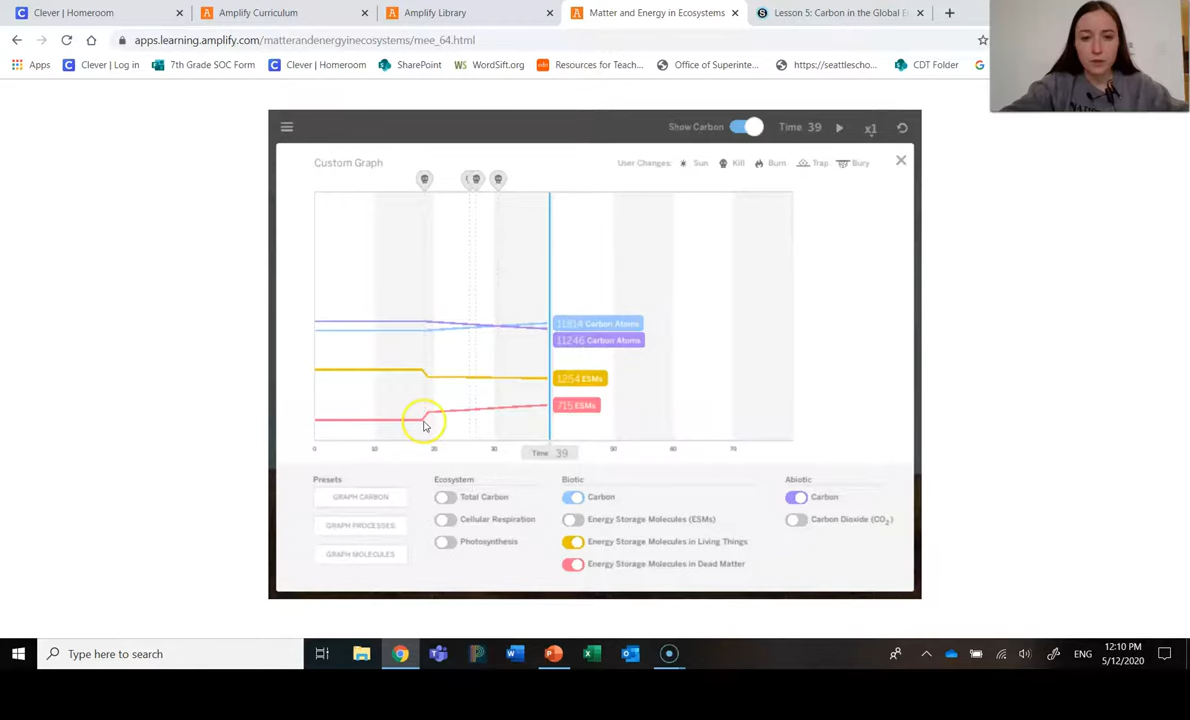 Clever | Homeroom
Amplify Curriculum
Amplify Library
Matter and Energy in Ecosystems
Lesson 5: Carbon in the Global E
apps.learning.amplify.com/matterandenergyinecosystems/mee_64.html
Apps
Clever | Log in
7th Grade SOC Form
Clever | Homeroom
SharePoint
WS WordSift.org
Resources for Teach...
Office of Superinte...
https://seattlescho...
CDT Folder
Show Carbon
Time 39
x1
Custom Graph
User Changes: Sun Kill Burn Trap Bury
11814 Carbon Atoms
11246 Carbon Atoms
1254 ESMs
715 ESMs
0 10 20 30 50 60 70
Time 39
Presets
GRAPH CARBON
GRAPH PROCESSES
GRAPH MOLECULES
Ecosystem
Total Carbon
Cellular Respiration
Photosynthesis
Biotic
Carbon
Energy Storage Molecules (ESMs)
Energy Storage Molecules in Living Things
Energy Storage Molecules in Dead Matter
Abiotic
Carbon
Carbon Dioxide (CO₂)
Type here to search
ENG
12:10 PM
5/12/2020